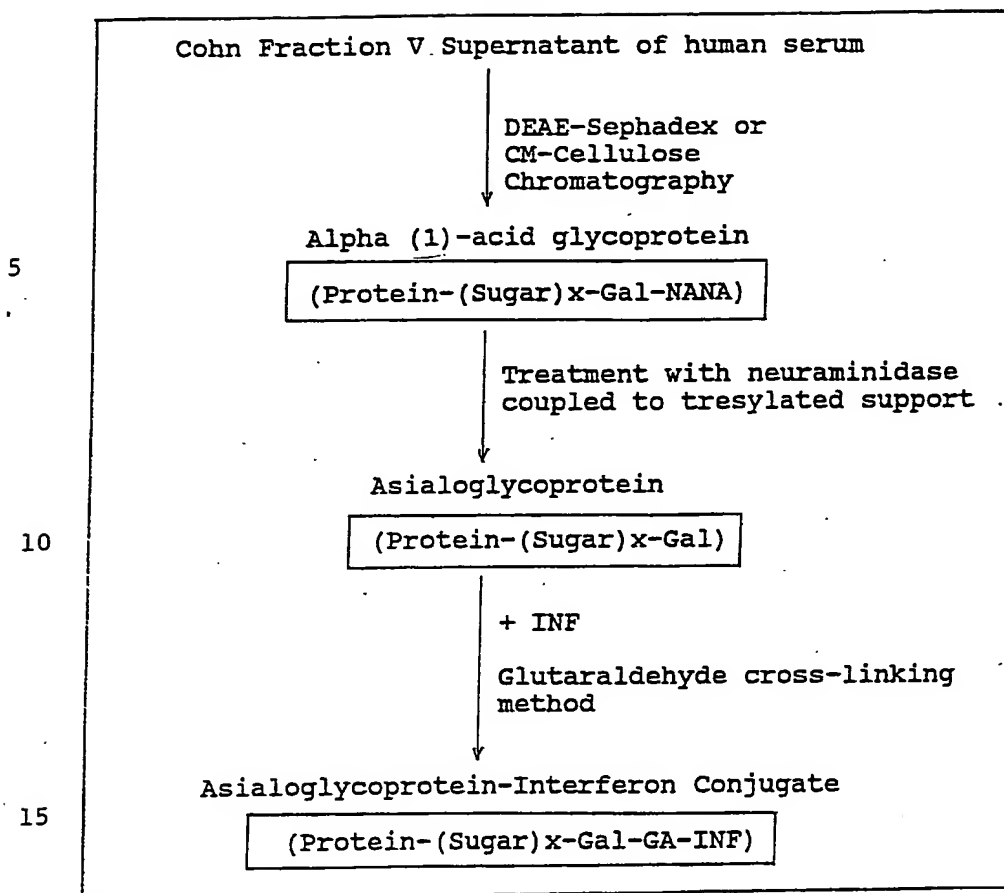 Cohn Fraction V Supernatant of human serum
DEAE-Sephadex or
CM-Cellulose
Chromatography
Alpha (1)-acid glycoprotein
5
(Protein-(Sugar)x-Gal-NANA)
Treatment with neuraminidase
coupled to tresylated support
Asialoglycoprotein
10
(Protein-(Sugar)x-Gal)
+ INF
Glutaraldehyde cross-linking
method
Asialoglycoprotein-Interferon Conjugate
15
(Protein-(Sugar)x-Gal-GA-INF)